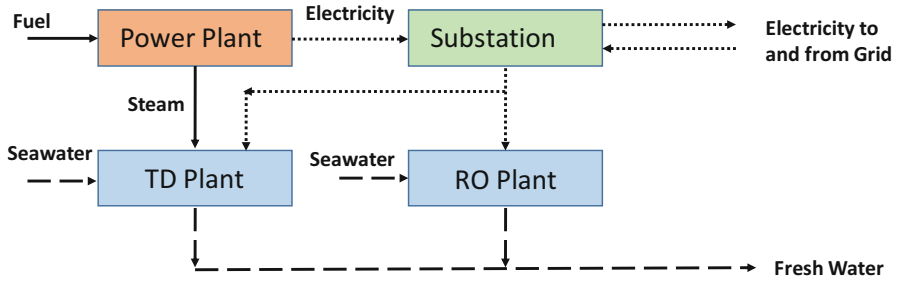 Fuel
Power Plant
Electricity
Substation
Electricity to
and from Grid
Steam
Seawater
TD Plant
Seawater
RO Plant
Fresh Water